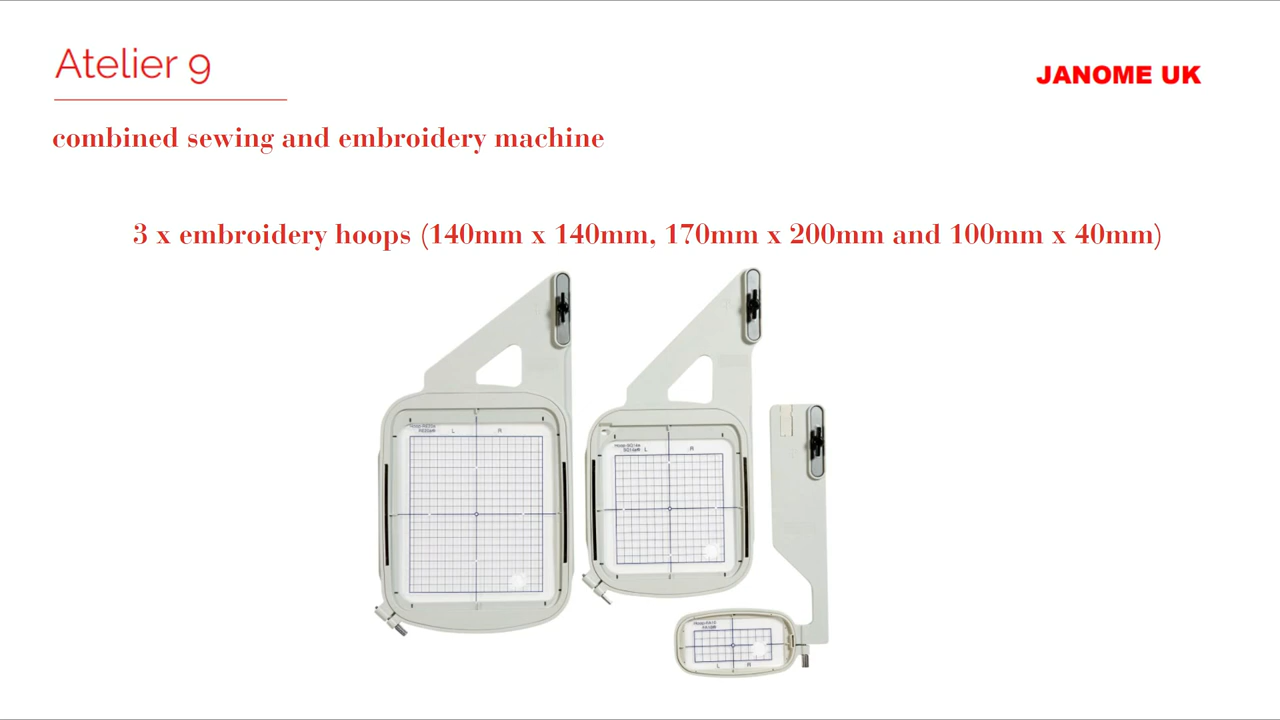 Atelier 9
JANOME UK
combined sewing and embroidery machine
3 x embroidery hoops (140mm x 140mm, 170mm x 200mm and 100mm x 40mm)
L R
L R
L R